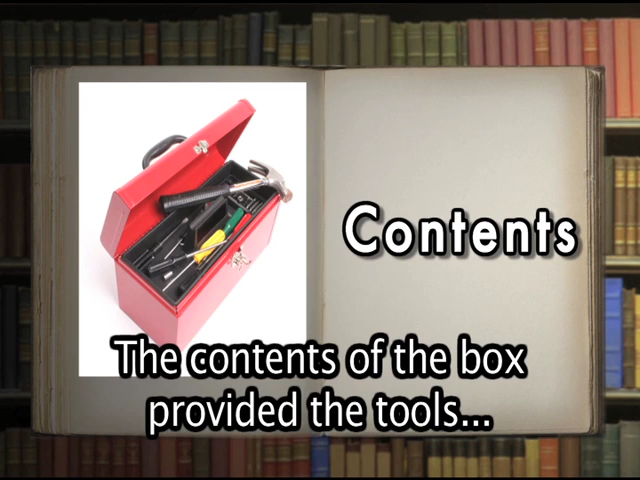 Contents
The contents of the box
provided the tools...